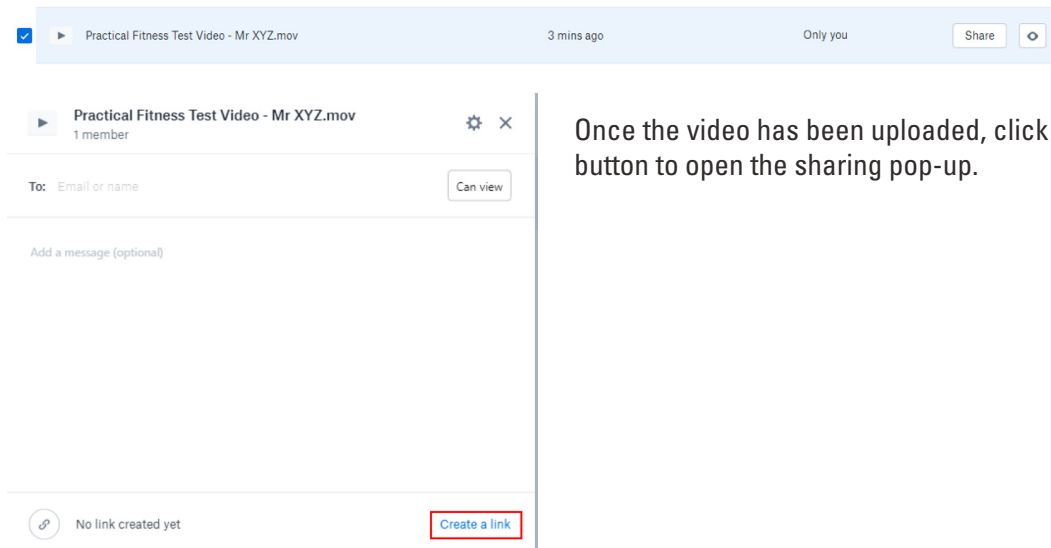 Practical Fitness Test Video - Mr XYZ.mov 3 mins ago Only you Share
Practical Fitness Test Video - Mr XYZ.mov
1 member
To: Email or name Can view
Add a message (optional)
No link created yet Create a link
Once the video has been uploaded, click
button to open the sharing pop-up.